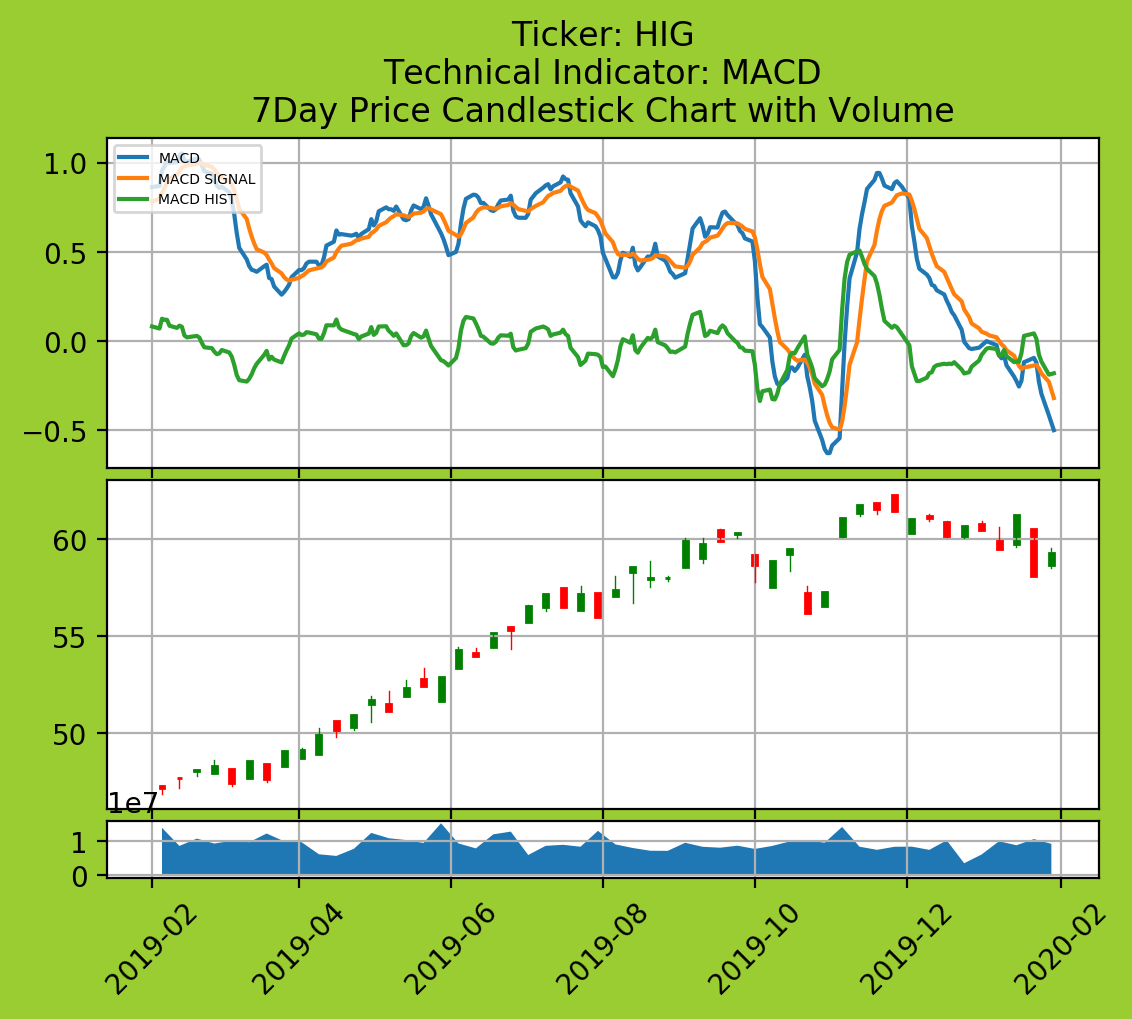 Ticker: HIG
Technical Indicator: MACD
7Day Price Candlestick Chart with Volume
MACD
MACD SIGNAL
MACD HIST
1.0
0.5
0.0
−0.5
60
55
50
1e7
1
0
2019-02
2019-04
2019-06
2019-08
2019-10
2019-12
2020-02